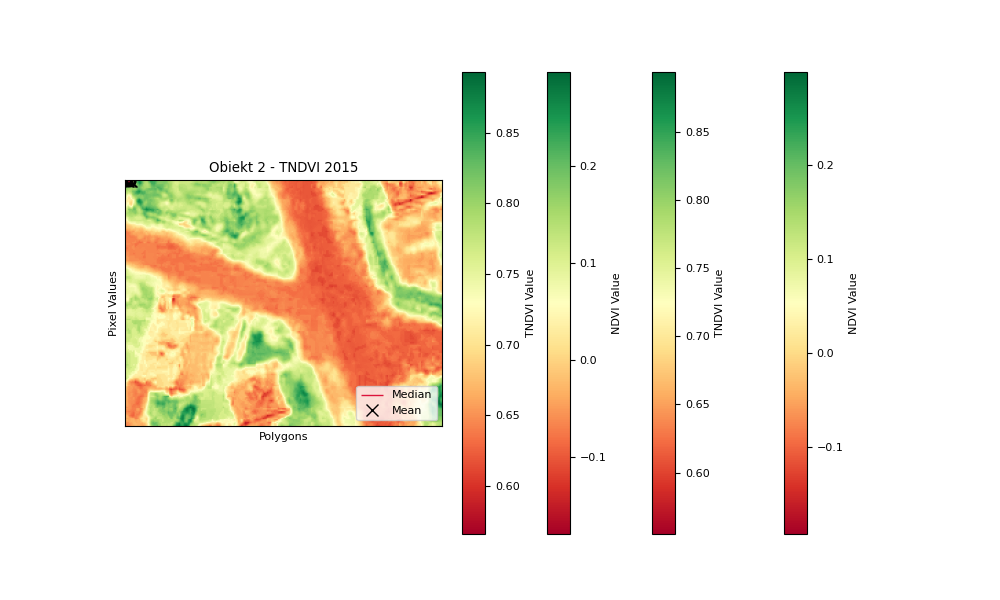 Obiekt 2 - TNDVI 2015
Pixel Values
Polygons
Median
Mean
0.85
0.80
0.75
0.70
0.65
0.60
TNDVI Value
0.2
0.1
0.0
−0.1
NDVI Value
0.85
0.80
0.75
0.70
0.65
0.60
TNDVI Value
0.2
0.1
0.0
−0.1
NDVI Value